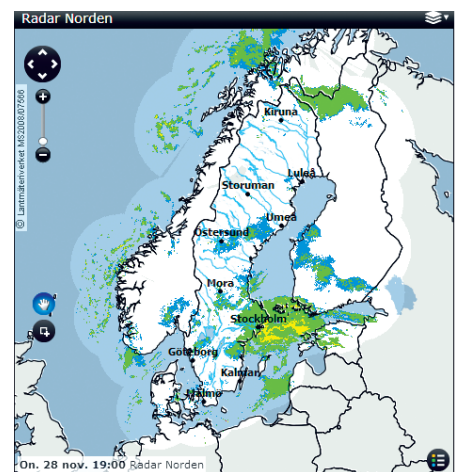 Radar Norden
© Lantmäteriverket MS2008/07566
Kiruna
Luleå
Storuman
Umeå
Östersund
Mora
Stockholm
Göteborg
Kalmar
Malmö
On. 28 nov. 19:00 Radar Norden